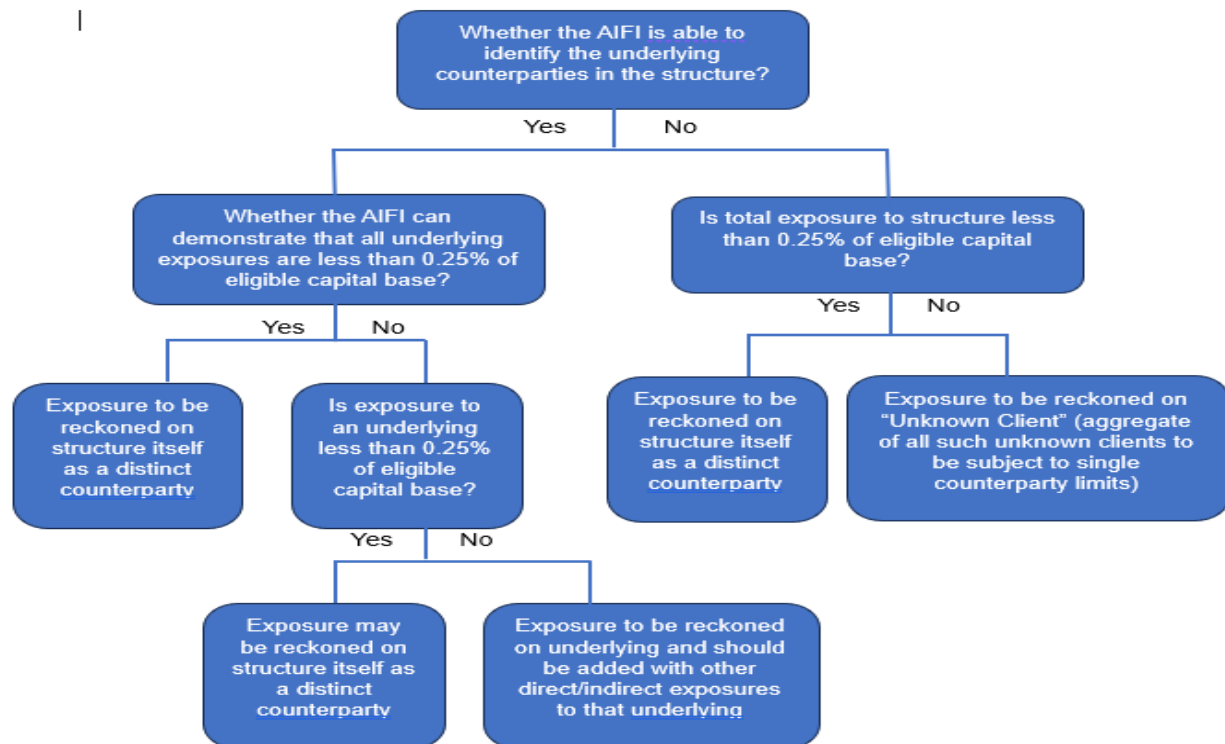 Whether the AIFI is able to
identify the underlying
counterparties in the structure?
Yes
No
Whether the AIFI can
demonstrate that all underlying
exposures are less than 0.25% of
eligible capital base?
Is total exposure to structure less
than 0.25% of eligible capital
base?
Yes
No
Yes
No
Exposure to be
reckoned on
structure itself
as a distinct
counterparty
Is exposure to
an underlying
less than 0.25%
of eligible
capital base?
Exposure to be
reckoned on
structure itself
as a distinct
counterparty
Exposure to be reckoned on
“Unknown Client” (aggregate
of all such unknown clients to
be subject to single
counterparty limits)
Yes
No
Exposure may
be reckoned on
structure itself as
a distinct
counterparty
Exposure to be reckoned
on underlying and should
be added with other
direct/indirect exposures
to that underlying